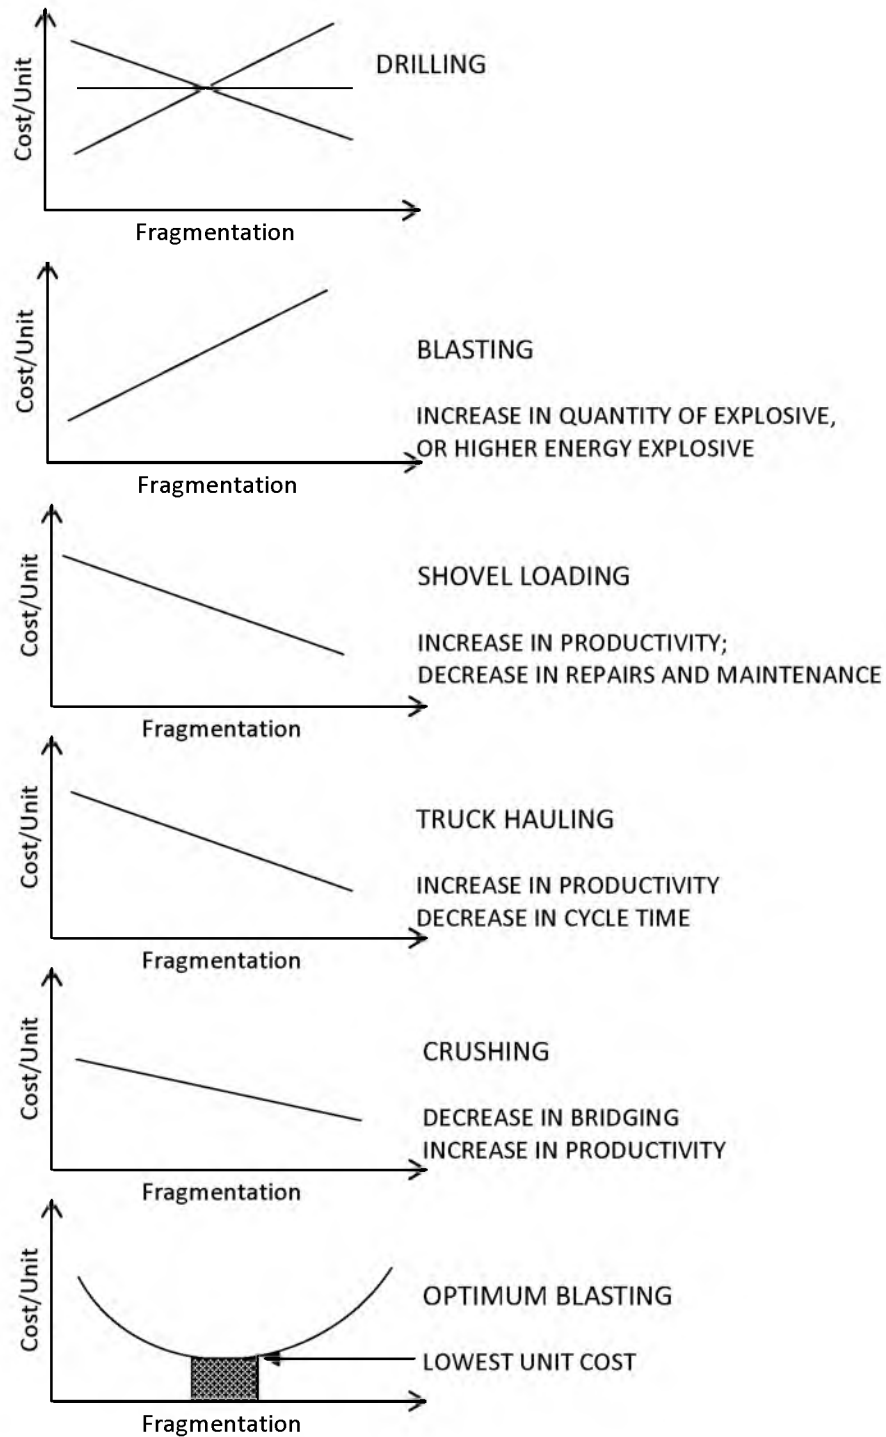 Cost/Unit
DRILLING
Fragmentation
Cost/Unit
BLASTING
INCREASE IN QUANTITY OF EXPLOSIVE,
OR HIGHER ENERGY EXPLOSIVE
Fragmentation
Cost/Unit
SHOVEL LOADING
INCREASE IN PRODUCTIVITY;
DECREASE IN REPAIRS AND MAINTENANCE
Fragmentation
Cost/Unit
TRUCK HAULING
INCREASE IN PRODUCTIVITY
DECREASE IN CYCLE TIME
Fragmentation
Cost/Unit
CRUSHING
DECREASE IN BRIDGING
INCREASE IN PRODUCTIVITY
Fragmentation
Cost/Unit
OPTIMUM BLASTING
LOWEST UNIT COST
Fragmentation